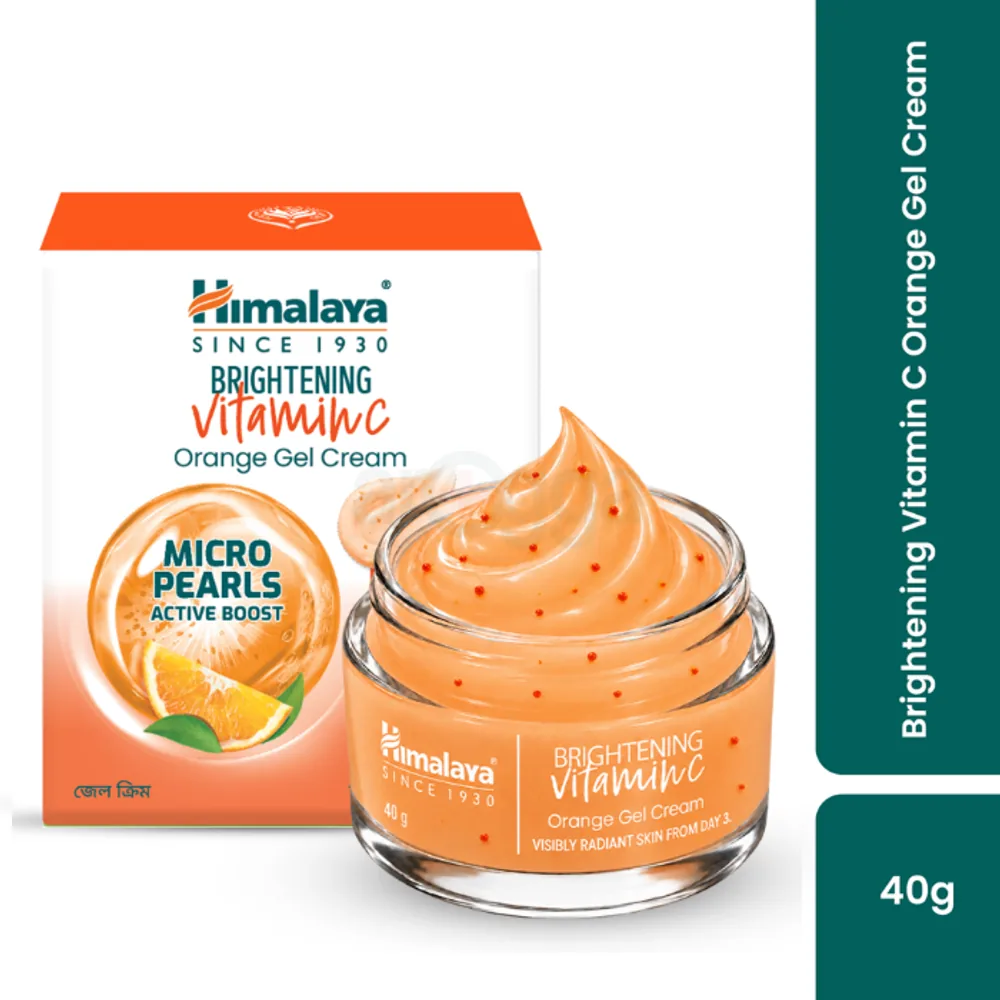 Himalaya®
SINCE 1930
BRIGHTENING
Vitamin C
Orange Gel Cream
MICRO
PEARLS
ACTIVE BOOST
জেল ক্রিম
Himalaya®
SINCE 1930
40 g
BRIGHTENING
Vitamin C
Orange Gel Cream
VISIBLY RADIANT SKIN FROM DAY 3.
Brightening Vitamin C Orange Gel Cream
40g